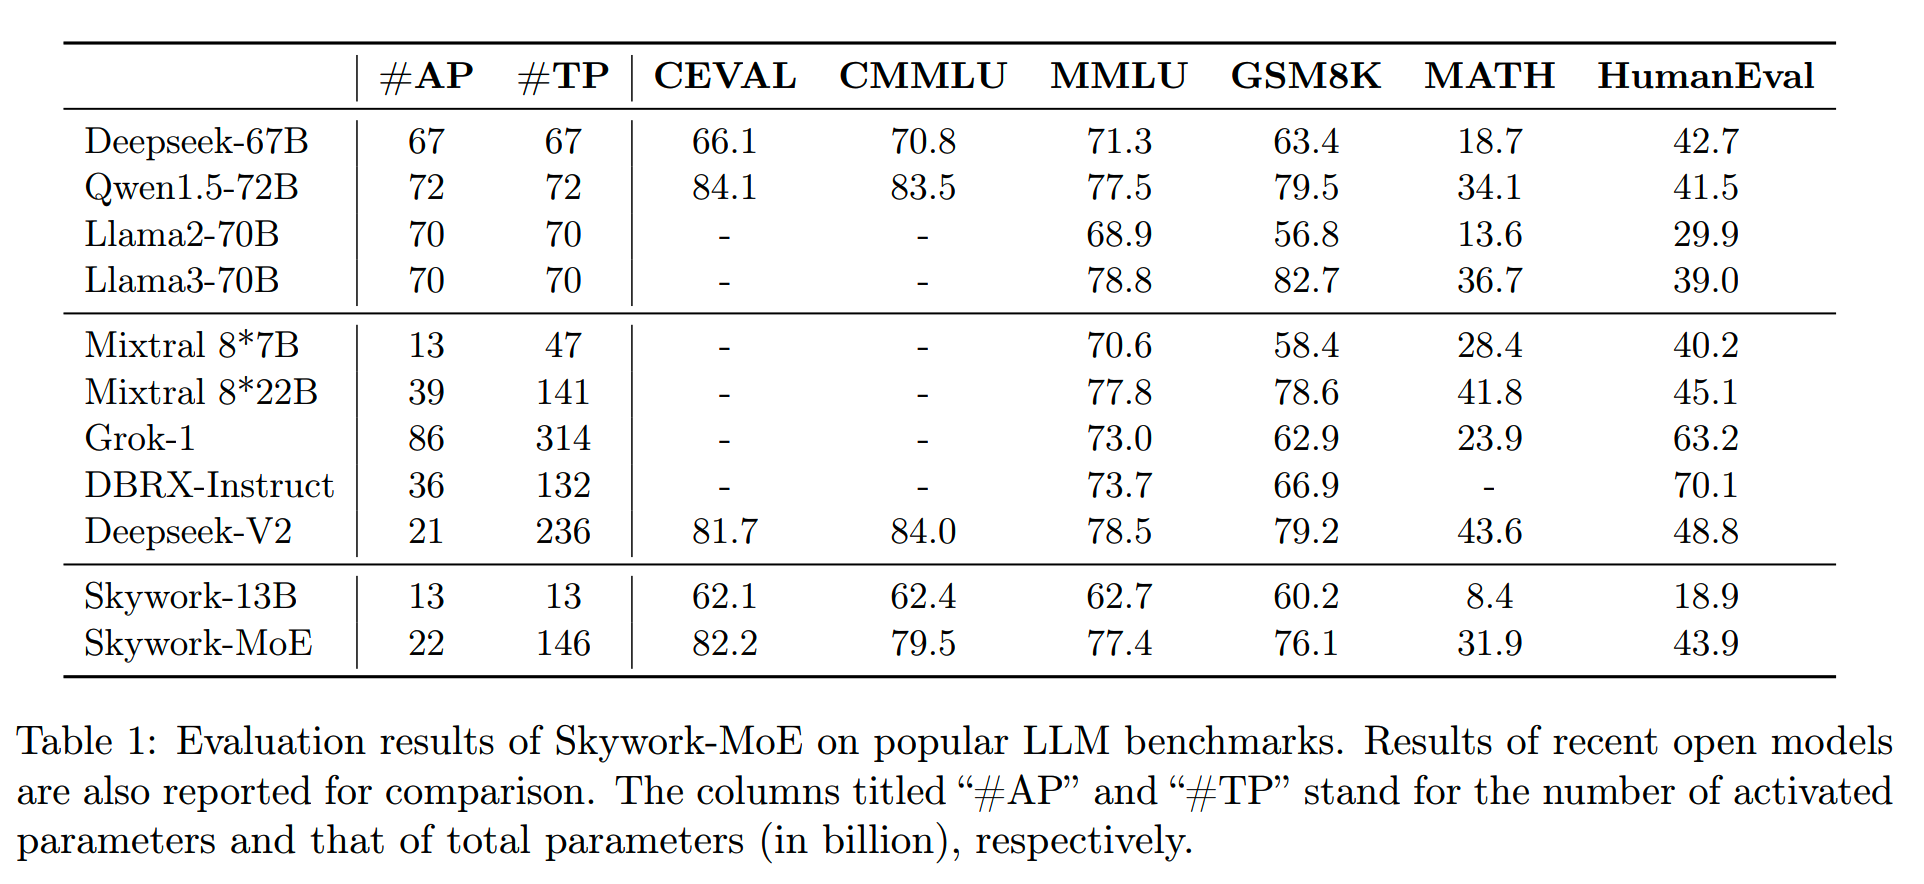 #AP #TP CEVAL CMMLU MMLU GSM8K MATH HumanEval
Deepseek-67B 67 67 66.1 70.8 71.3 63.4 18.7 42.7
Qwen1.5-72B 72 72 84.1 83.5 77.5 79.5 34.1 41.5
Llama2-70B 70 70 - - 68.9 56.8 13.6 29.9
Llama3-70B 70 70 - - 78.8 82.7 36.7 39.0
Mixtral 8*7B 13 47 - - 70.6 58.4 28.4 40.2
Mixtral 8*22B 39 141 - - 77.8 78.6 41.8 45.1
Grok-1 86 314 - - 73.0 62.9 23.9 63.2
DBRX-Instruct 36 132 - - 73.7 66.9 - 70.1
Deepseek-V2 21 236 81.7 84.0 78.5 79.2 43.6 48.8
Skywork-13B 13 13 62.1 62.4 62.7 60.2 8.4 18.9
Skywork-MoE 22 146 82.2 79.5 77.4 76.1 31.9 43.9
Table 1: Evaluation results of Skywork-MoE on popular LLM benchmarks. Results of recent open models
are also reported for comparison. The columns titled “#AP” and “#TP” stand for the number of activated
parameters and that of total parameters (in billion), respectively.